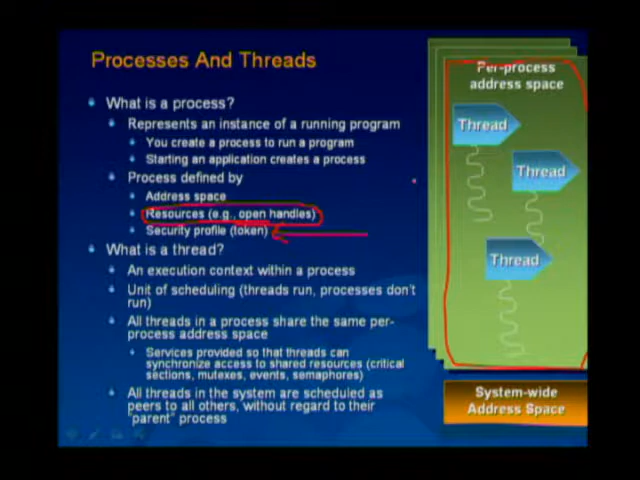 Processes And Threads
What is a process?
Represents an instance of a running program
You create a process to run a program
Starting an application creates a process
Process defined by
Address space
Resources (e.g., open handles)
Security profile (token)
What is a thread?
An execution context within a process
Unit of scheduling (threads run, processes don't
run)
All threads in a process share the same per-
process address space
Services provided so that threads can
synchronize access to shared resources (critical
sections, mutexes, events, semaphores)
All threads in the system are scheduled as
peers to all others, without regard to their
"parent" process
Per-process
address space
Thread
Thread
Thread
System-wide
Address Space